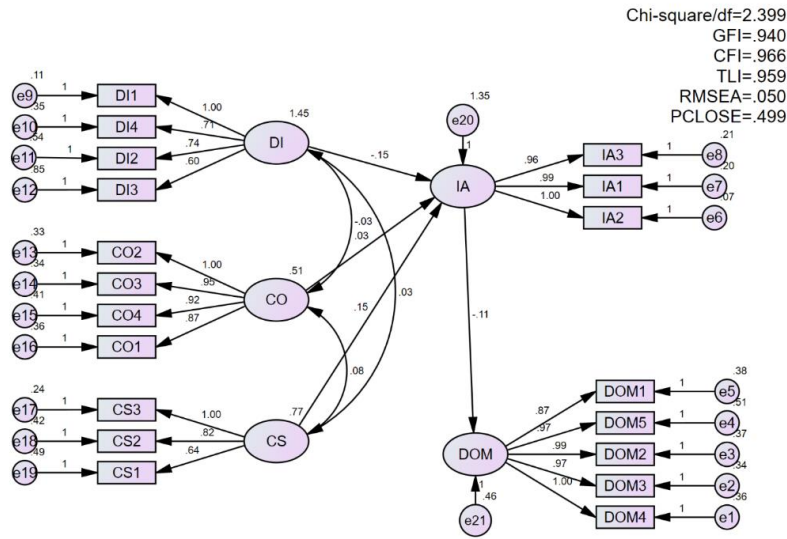 Chi-square/df=2.399
GFI=.940
CFI=.966
TLI=.959
RMSEA=.050
PCLOSE=.499
.11
e9 1 DI1
.35
e10 1 DI4
.54
e11 1 DI2
.85
e12 1 DI3
1.00
.71
.74
.60
1.45
DI
-.15
1.35
e20
1
IA
.96
.99
1.00
IA3 1 e8
.21
IA1 1 e7
.20
IA2 1 e6
.07
-.03
.03
.33
e13 1 CO2
.34
e14 1 CO3
.41
e15 1 CO4
.36
e16 1 CO1
1.00
.95
.92
.87
.51
CO
.15
.03
-.11
.08
.24
e17 1 CS3
.42
e18 1 CS2
.49
e19 1 CS1
1.00
.82
.64
.77
CS
DOM
1
.46
e21
.87
.97
.99
.97
1.00
DOM1 1 e5
.38
DOM5 1 e4
.51
DOM2 1 e3
.37
DOM3 1 e2
.34
DOM4 1 e1
.36